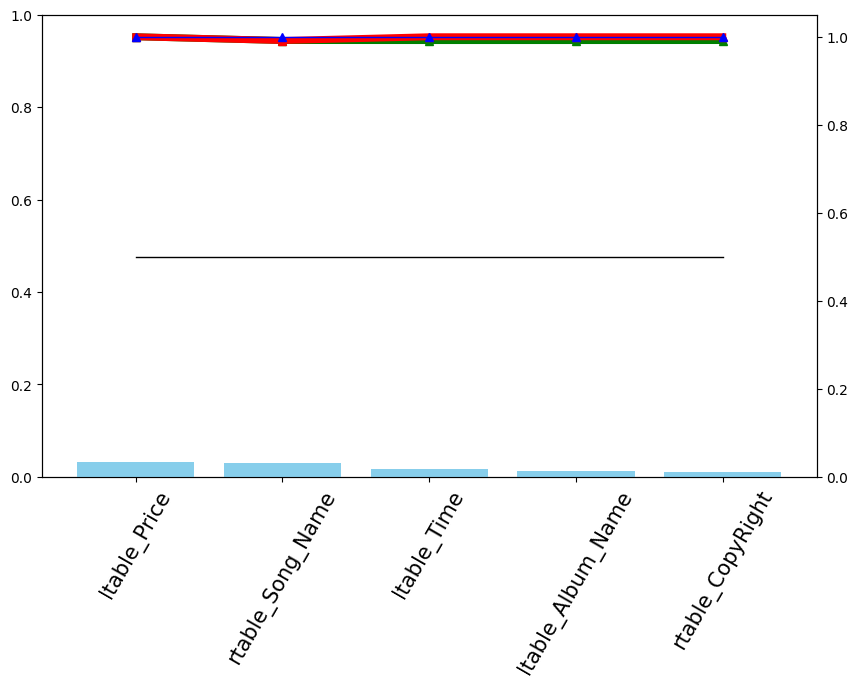 1.0
0.8
0.6
0.4
0.2
0.0
1.0
0.8
0.6
0.4
0.2
0.0
ltable_Price
rtable_Song_Name
ltable_Time
ltable_Album_Name
rtable_CopyRight